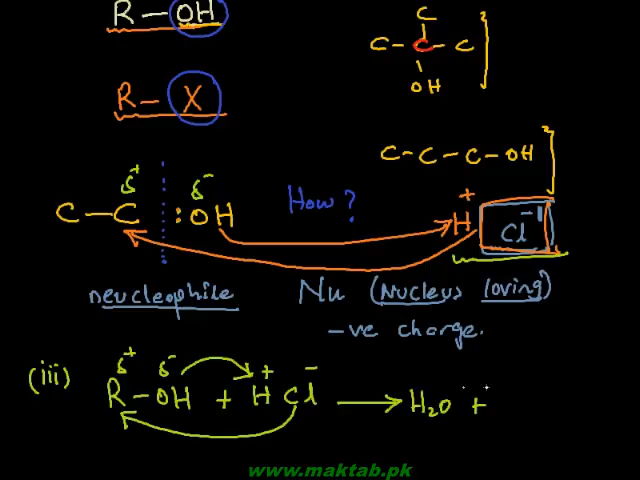 R—OH
C
C—C—C
OH
R—X
C—C—C—OH
δ+ δ- +
C—C :OH How? H Cl-1
neucleophile Nu (Nucleus loving)
-ve charge.
δ+ δ- + -
(iii) R—OH + H Cl → H2O +
www.maktab.pk